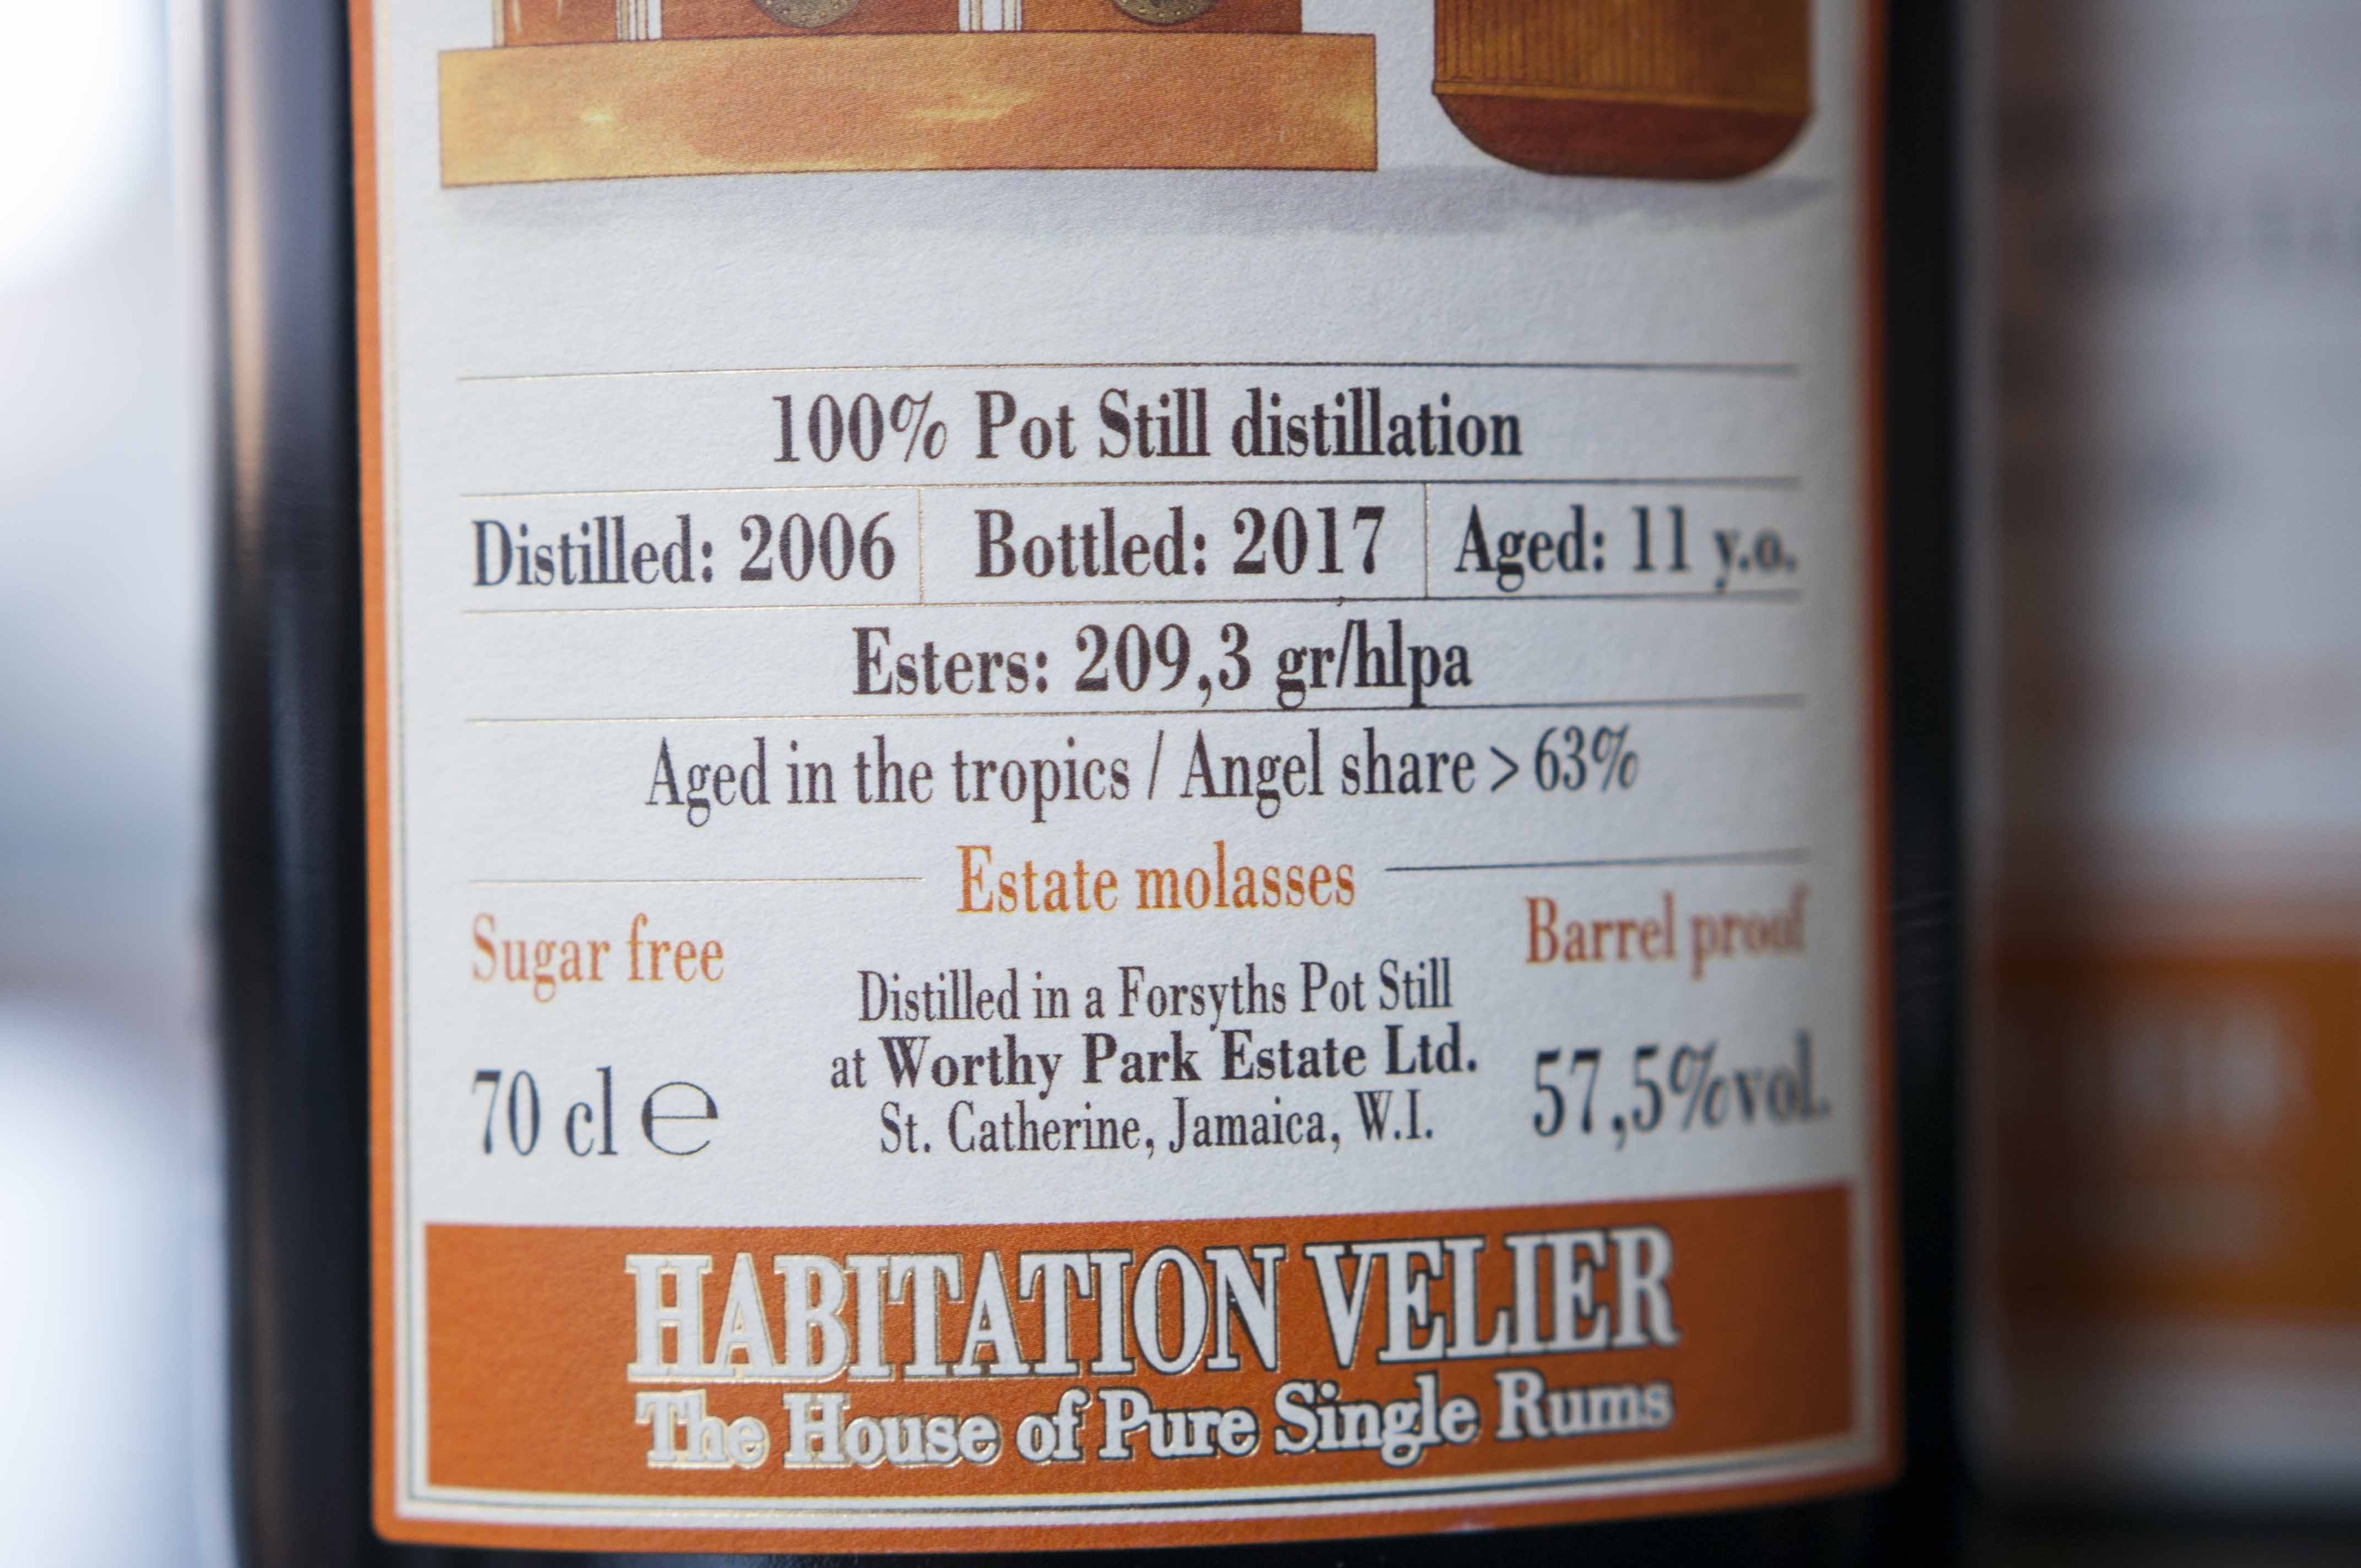 100% Pot Still distillation
Distilled: 2006 Bottled: 2017 Aged: 11 y.o.
Esters: 209,3 gr/hlpa
Aged in the tropics / Angel share > 63%
Estate molasses
Sugar free
Barrel proof
Distilled in a Forsyths Pot Still
at Worthy Park Estate Ltd.
St. Catherine, Jamaica, W.I.
70 cl e
57,5%vol.
HABITATION VELIER
The House of Pure Single Rums